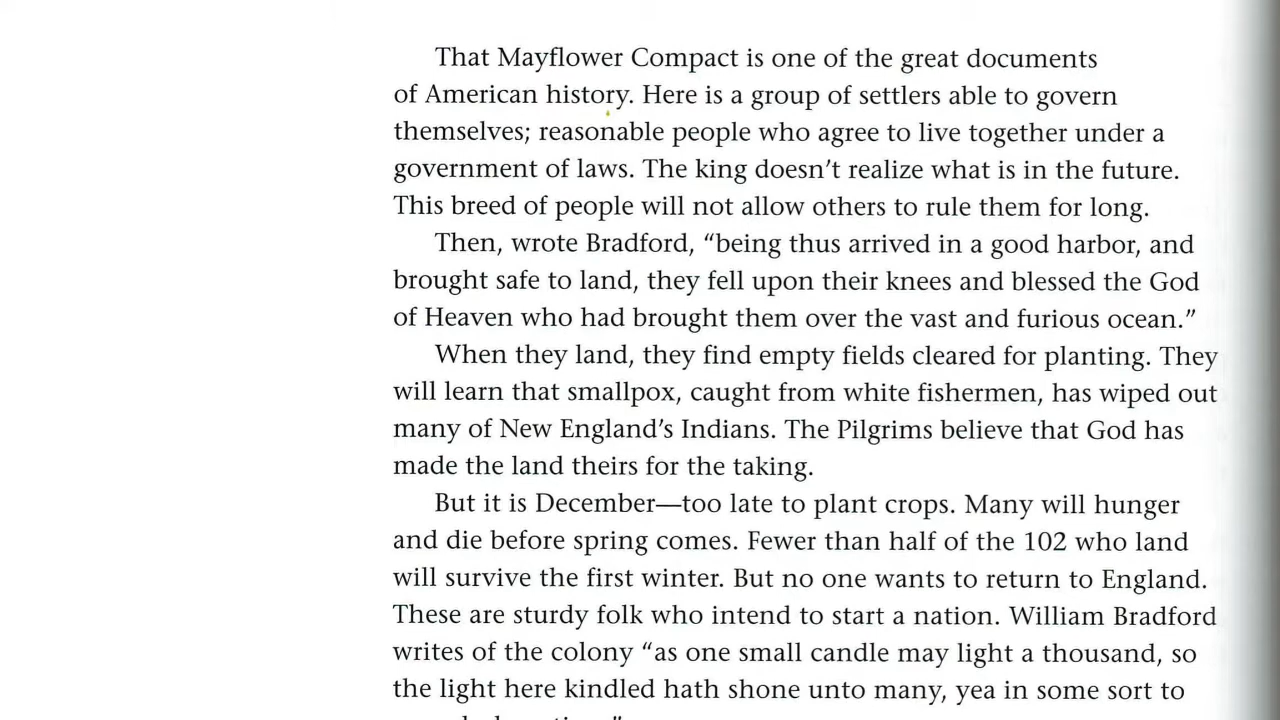 That Mayflower Compact is one of the great documents
of American history. Here is a group of settlers able to govern
themselves; reasonable people who agree to live together under a
government of laws. The king doesn’t realize what is in the future.
This breed of people will not allow others to rule them for long.
Then, wrote Bradford, “being thus arrived in a good harbor, and
brought safe to land, they fell upon their knees and blessed the God
of Heaven who had brought them over the vast and furious ocean.”
When they land, they find empty fields cleared for planting. They
will learn that smallpox, caught from white fishermen, has wiped out
many of New England’s Indians. The Pilgrims believe that God has
made the land theirs for the taking.
But it is December—too late to plant crops. Many will hunger
and die before spring comes. Fewer than half of the 102 who land
will survive the first winter. But no one wants to return to England.
These are sturdy folk who intend to start a nation. William Bradford
writes of the colony “as one small candle may light a thousand, so
the light here kindled hath shone unto many, yea in some sort to